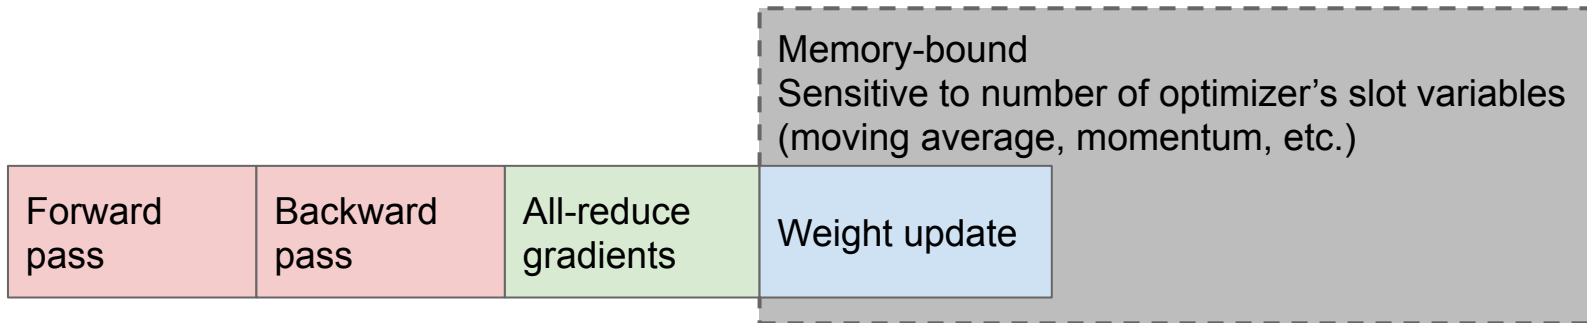 Memory-bound
Sensitive to number of optimizer's slot variables
(moving average, momentum, etc.)
Forward
pass
Backward
pass
All-reduce
gradients
Weight update